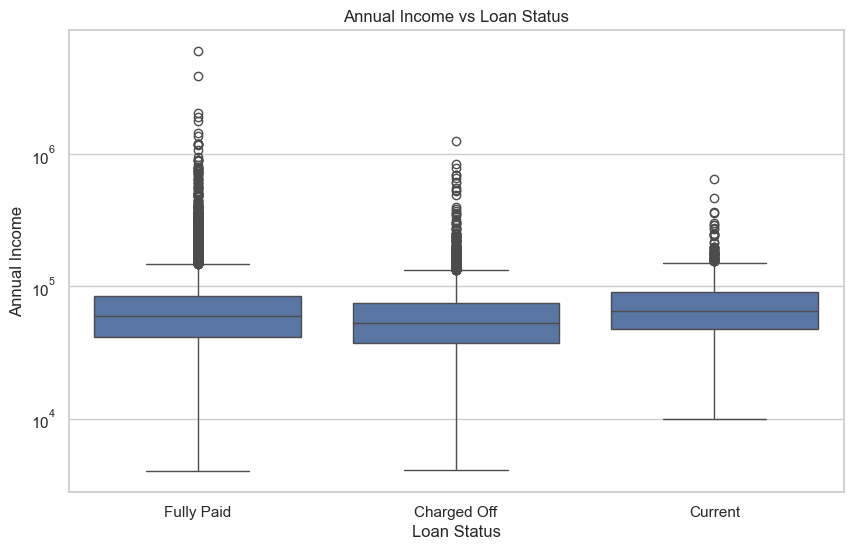 Annual Income vs Loan Status
Annual Income
10^6
10^5
10^4
Fully Paid
Charged Off
Current
Loan Status